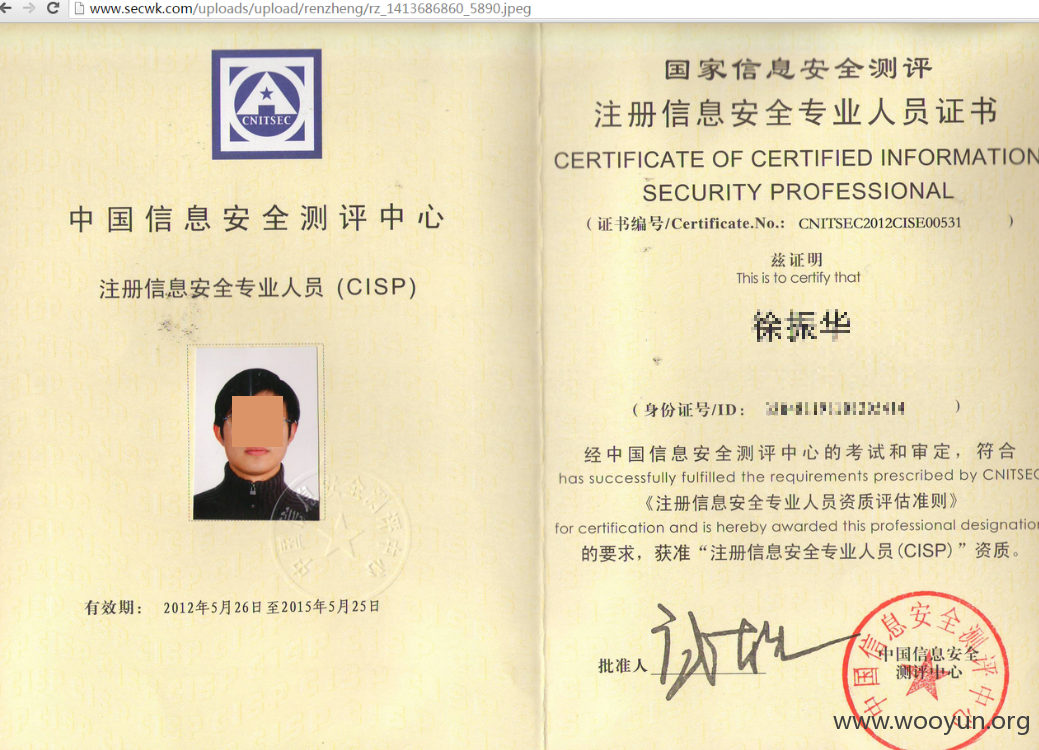 www.secwk.com/uploads/upload/renzheng/rz_1413686860_5890.jpeg
CNITSEC
中国信息安全测评中心
注册信息安全专业人员 (CISP)
有效期： 2012年5月26日至2015年5月25日
国家信息安全测评
注册信息安全专业人员证书
CERTIFICATE OF CERTIFIED INFORMATION
SECURITY PROFESSIONAL
（证书编号/Certificate.No.： CNITSEC2012CISE00531 ）
兹证明
This is to certify that
（身份证号/ID： ）
经中国信息安全测评中心的考试和审定，符合
has successfully fulfilled the requirements prescribed by CNITSEC
《注册信息安全专业人员资质评估准则》
for certification and is hereby awarded this professional designation
的要求，获准“注册信息安全专业人员(CISP)”资质。
批准人
中国信息安全
测评中心
中国信息安全测评中心
www.wooyun.org